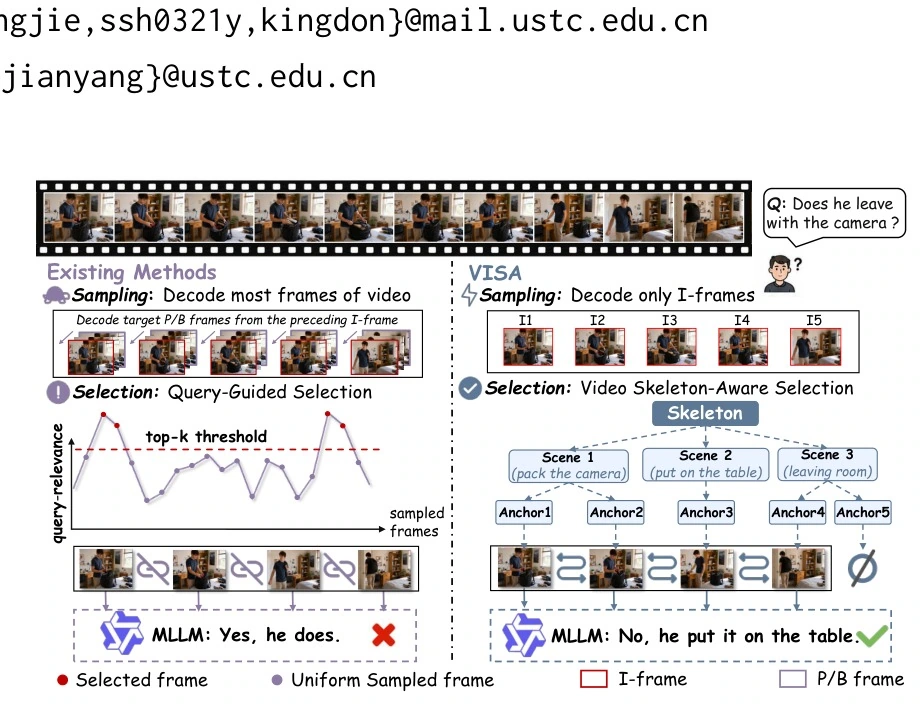 ngjie,ssh0321y,kingdon}@mail.ustc.edu.cn
jianyang}@ustc.edu.cn
Q: Does he leave
with the camera ?
?
Existing Methods
Sampling: Decode most frames of video
Decode target P/B frames from the preceding I-frame
! Selection: Query-Guided Selection
top-k threshold
query-relevance
sampled
frames
MLLM: Yes, he does.
VISA
Sampling: Decode only I-frames
I1 I2 I3 I4 I5
Selection: Video Skeleton-Aware Selection
Skeleton
Scene 1
(pack the camera)
Scene 2
(put on the table)
Scene 3
(leaving room)
Anchor1 Anchor2 Anchor3 Anchor4 Anchor5
MLLM: No, he put it on the table.
Selected frame Uniform Sampled frame I-frame P/B frame